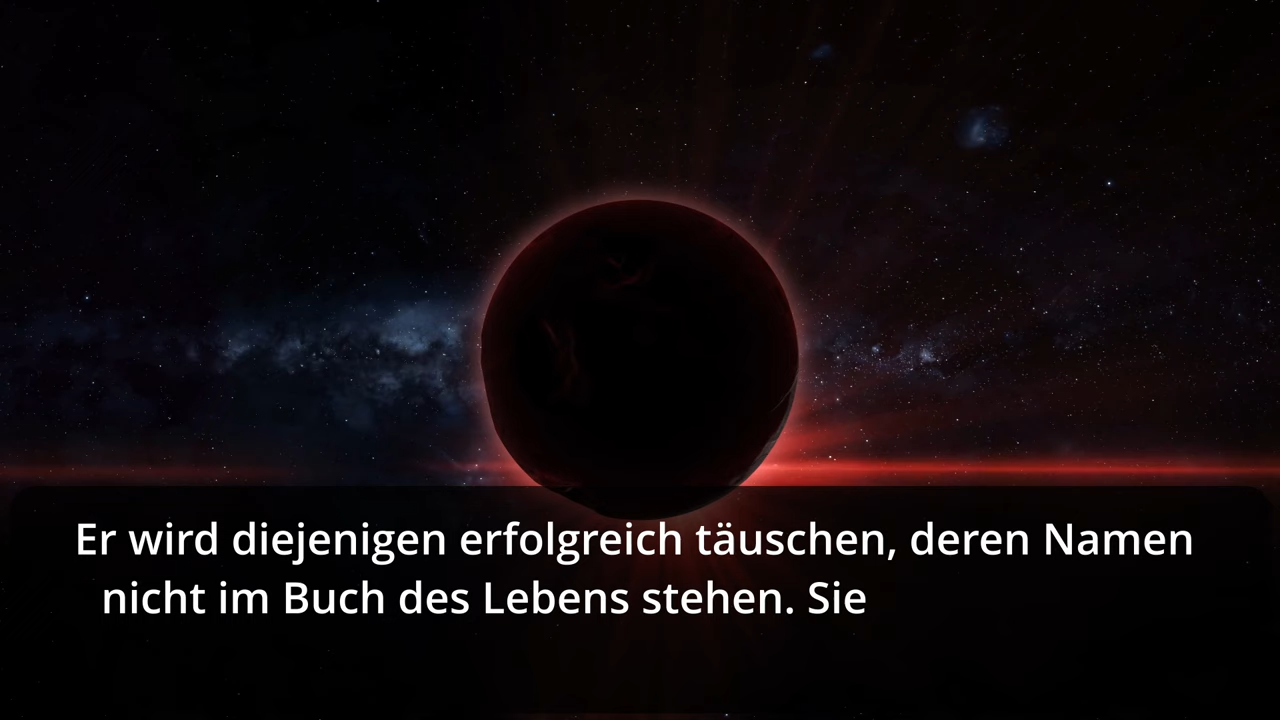 Er wird diejenigen erfolgreich täuschen, deren Namen
nicht im Buch des Lebens stehen. Sie